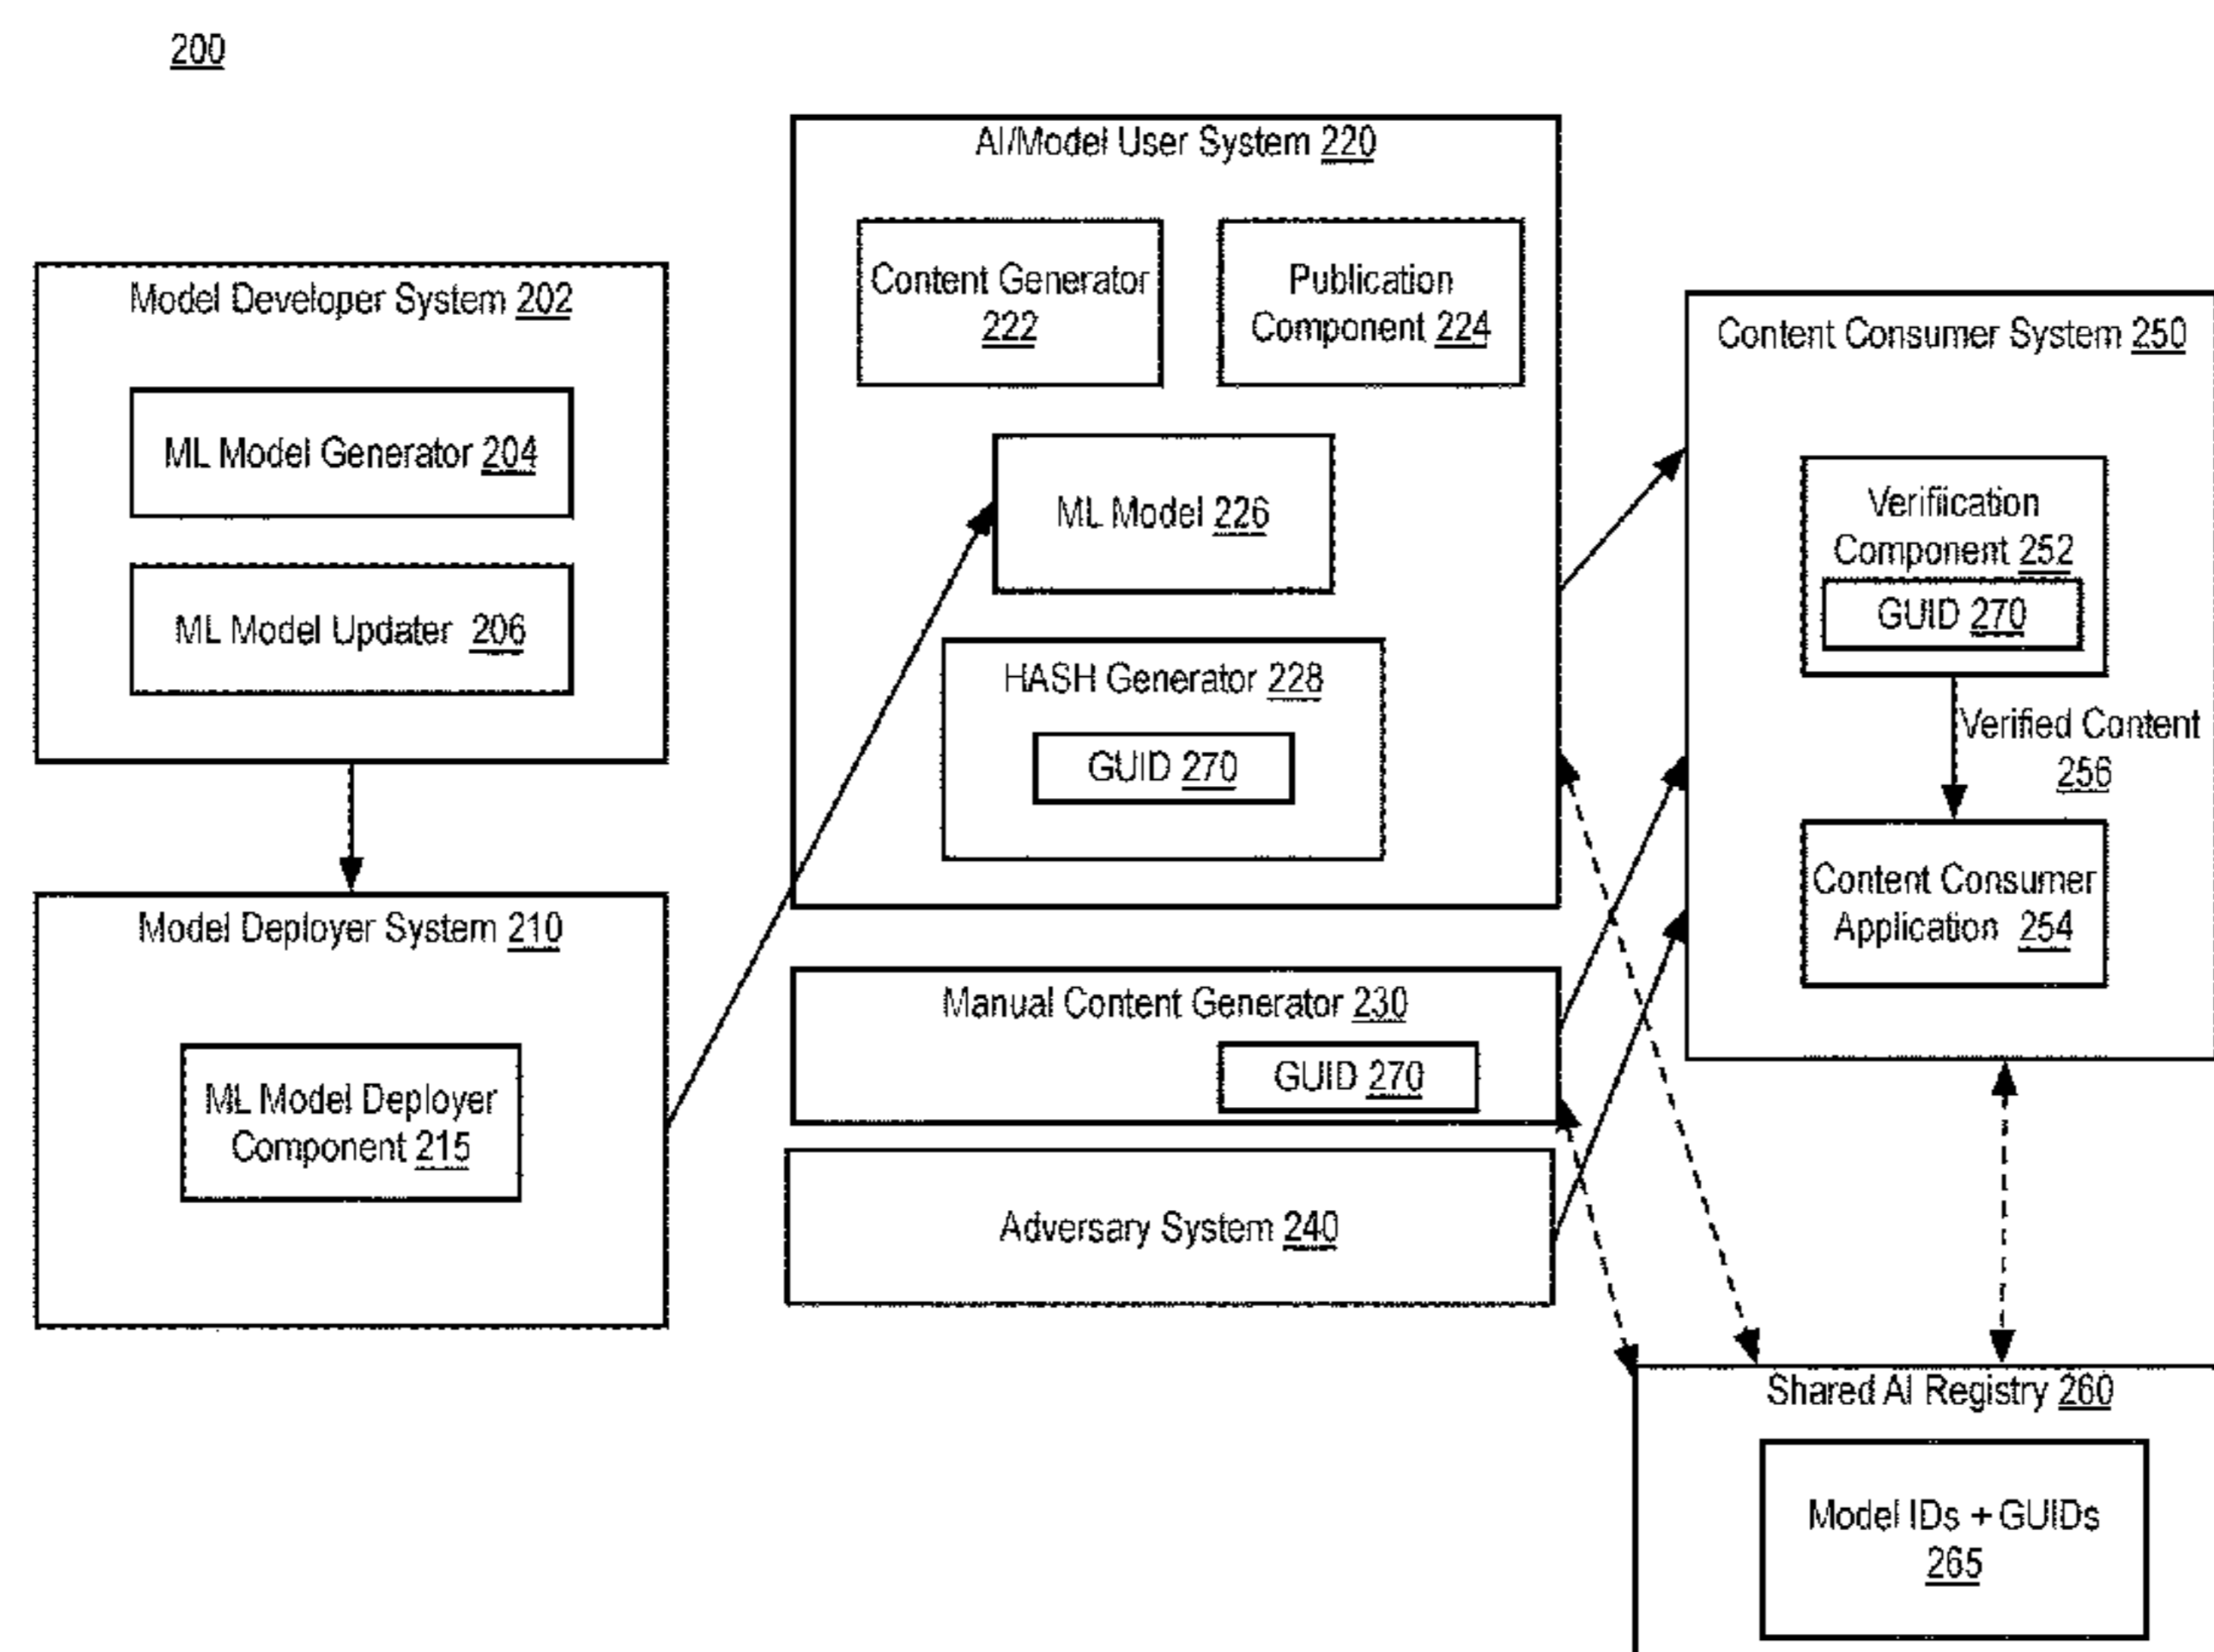 200
Model Developer System 202
ML Model Generator 204
ML Model Updater 206
Model Deployer System 210
ML Model Deployer
Component 215
AI/Model User System 220
Content Generator
222
Publication
Component 224
ML Model 226
HASH Generator 228
GUID 270
Manual Content Generator 230
GUID 270
Adversary System 240
Content Consumer System 250
Verifiication
Component 252
GUID 270
Verified Content
256
Content Consumer
Application 254
Shared AI Registry 260
Model IDs + GUIDs
265